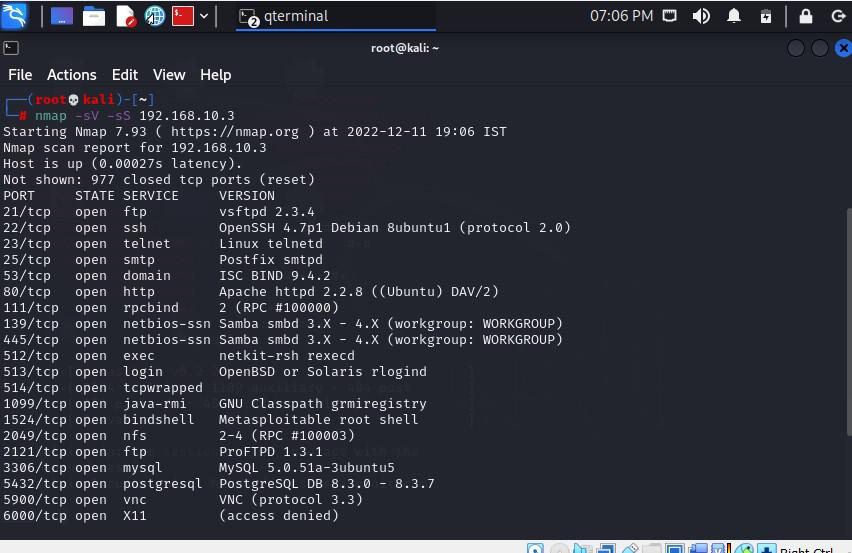 qterminal
07:06 PM
root@kali: ~
File Actions Edit View Help
(root💀kali)-[~]
# nmap -sV -sS 192.168.10.3
Starting Nmap 7.93 ( https://nmap.org ) at 2022-12-11 19:06 IST
Nmap scan report for 192.168.10.3
Host is up (0.00027s latency).
Not shown: 977 closed tcp ports (reset)
PORT     STATE SERVICE     VERSION
21/tcp   open  ftp         vsftpd 2.3.4
22/tcp   open  ssh         OpenSSH 4.7p1 Debian 8ubuntu1 (protocol 2.0)
23/tcp   open  telnet      Linux telnetd
25/tcp   open  smtp        Postfix smtpd
53/tcp   open  domain      ISC BIND 9.4.2
80/tcp   open  http        Apache httpd 2.2.8 ((Ubuntu) DAV/2)
111/tcp  open  rpcbind     2 (RPC #100000)
139/tcp  open  netbios-ssn Samba smbd 3.X - 4.X (workgroup: WORKGROUP)
445/tcp  open  netbios-ssn Samba smbd 3.X - 4.X (workgroup: WORKGROUP)
512/tcp  open  exec        netkit-rsh rexecd
513/tcp  open  login       OpenBSD or Solaris rlogind
514/tcp  open  tcpwrapped
1099/tcp open  java-rmi    GNU Classpath grmiregistry
1524/tcp open  bindshell   Metasploitable root shell
2049/tcp open  nfs         2-4 (RPC #100003)
2121/tcp open  ftp         ProFTPD 1.3.1
3306/tcp open  mysql       MySQL 5.0.51a-3ubuntu5
5432/tcp open  postgresql  PostgreSQL DB 8.3.0 - 8.3.7
5900/tcp open  vnc         VNC (protocol 3.3)
6000/tcp open  X11         (access denied)
Right Ctrl